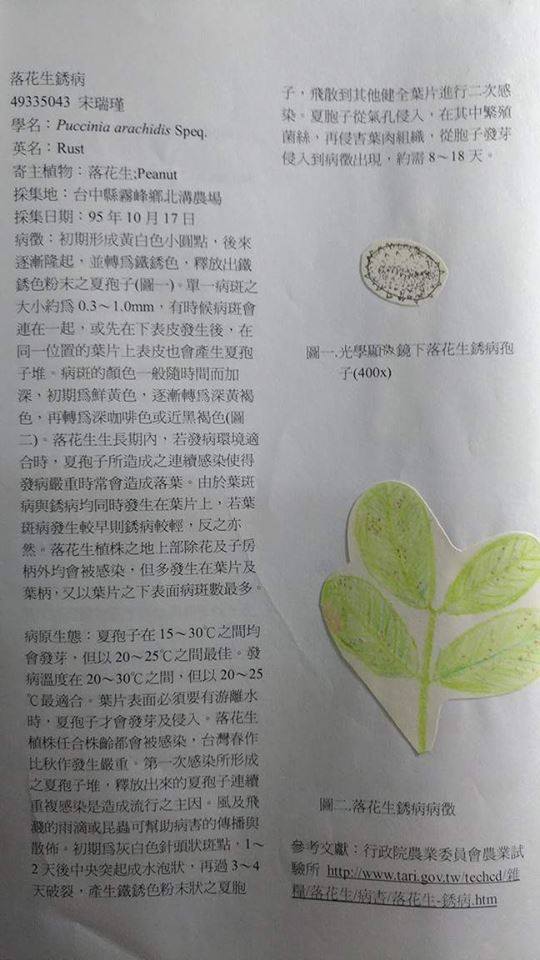 落花生銹病
49335043 宋瑞瑾
學名：Puccinia arachidis Speq.
英名：Rust
寄主植物：落花生;Peanut
採集地：台中縣霧峰鄉北溝農場
採集日期：95 年 10 月 17 日
病徵：初期形成黃白色小圓點，後來
逐漸隆起，並轉為鐵銹色，釋放出鐵
銹色粉末之夏孢子(圖一)。單一病斑之
大小約為 0.3～1.0mm，有時候病斑會
連在一起，或先在下表皮發生後，在
同一位置的葉片上表皮也會產生夏孢
子堆。病斑的顏色一般隨時間而加
深，初期為鮮黃色，逐漸轉為深黃褐
色，再轉為深咖啡色或近黑褐色(圖
二)。落花生生長期內，若發病環境適
合時，夏孢子所造成之連續感染使得
發病嚴重時常會造成落葉。由於葉斑
病與銹病均同時發生在葉片上，若葉
斑病發生較早則銹病較輕，反之亦
然。落花生植株之地上部除花及子房
柄外均會被感染，但多發生在葉片及
葉柄，又以葉片之下表面病斑數最多。
病原生態：夏孢子在 15～30℃之間均
會發芽，但以 20～25℃之間最佳。發
病溫度在 20～30℃之間，但以 20～25
℃最適合。葉片表面必須要有游離水
時，夏孢子才會發芽及侵入。落花生
植株任合株齡都會被感染，台灣春作
比秋作發生嚴重。第一次感染所形成
之夏孢子堆，釋放出來的夏孢子連續
重複感染是造成流行之主因。風及飛
濺的雨滴或昆蟲可幫助病害的傳播與
散佈。初期為灰白色針頭狀斑點，1～
2 天後中央突起成水泡狀，再過 3～4
天破裂，產生鐵銹色粉末狀之夏胞
子，飛散到其他健全葉片進行二次感
染。夏胞子從氣孔侵入，在其中繁殖
菌絲，再侵害葉肉組織，從胞子發芽
侵入到病徵出現，約需 8～18 天。
圖一.光學顯微鏡下落花生銹病孢
子(400x)
圖二.落花生銹病病徵
參考文獻：行政院農業委員會農業試
驗所 http://www.tari.gov.tw/techcd/雜
糧/落花生/病害/落花生-銹病.htm